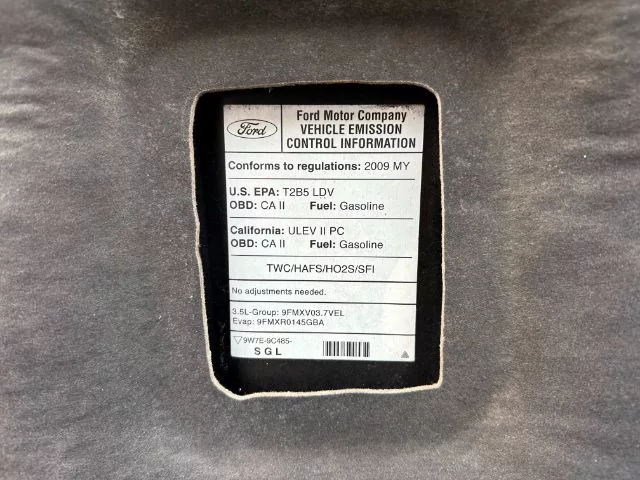 Ford
Ford Motor Company
VEHICLE EMISSION
CONTROL INFORMATION
Conforms to regulations: 2009 MY
U.S. EPA: T2B5 LDV
OBD: CA II Fuel: Gasoline
California: ULEV II PC
OBD: CA II Fuel: Gasoline
TWC/HAFS/HO2S/SFI
No adjustments needed.
3.5L-Group: 9FMXV03.7VEL
Evap: 9FMXR0145GBA
9W7E-9C485-
S G L